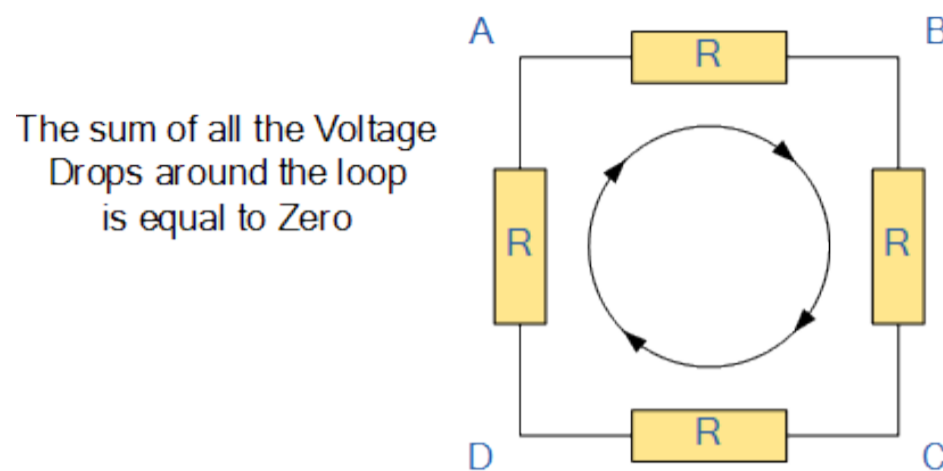 A
B
R
The sum of all the Voltage
Drops around the loop
is equal to Zero
R
R
R
D
C